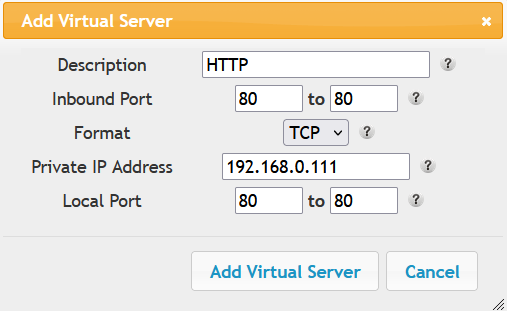 Add Virtual Server ×
Description HTTP ?
Inbound Port 80 to 80 ?
Format TCP ?
Private IP Address 192.168.0.111 ?
Local Port 80 to 80 ?
Add Virtual Server Cancel